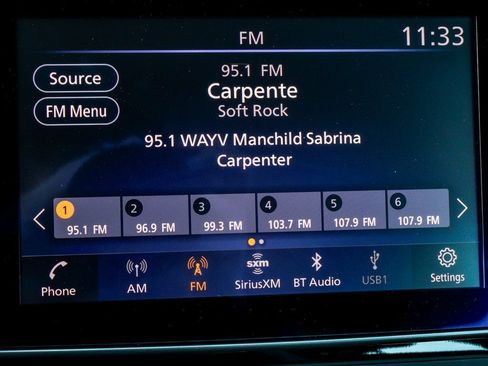 FM
11:33
Source
95.1 FM
Carpente
Soft Rock
FM Menu
95.1 WAYV Manchild Sabrina
Carpenter
1 2 3 4 5 6
95.1 FM 96.9 FM 99.3 FM 103.7 FM 107.9 FM 107.9 FM
sxm
Phone AM FM SiriusXM BT Audio USB1 Settings